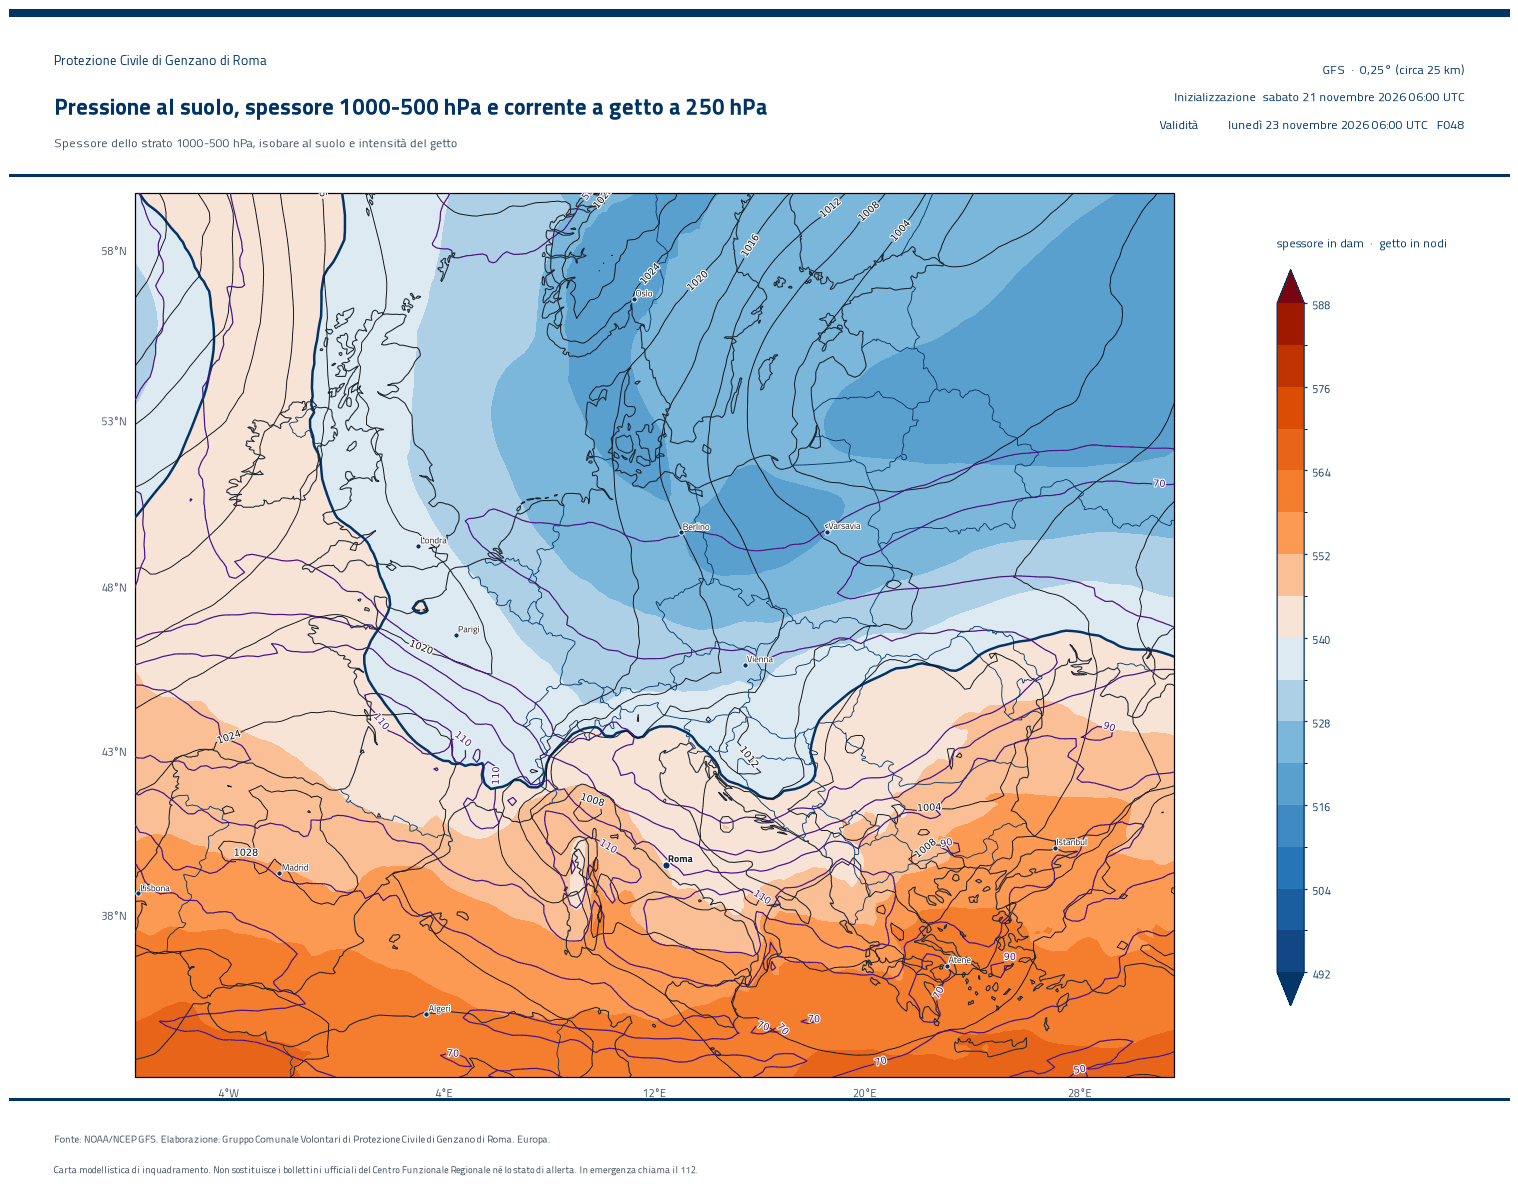 Protezione Civile di Genzano di Roma
Pressione al suolo, spessore 1000-500 hPa e corrente a getto a 250 hPa
Spessore dello strato 1000-500 hPa, isobare al suolo e intensità del getto
GFS · 0,25° (circa 25 km)
Inizializzazione sabato 21 novembre 2026 06:00 UTC
Validità lunedì 23 novembre 2026 06:00 UTC F048
spessore in dam · getto in nodi
588
576
564
552
540
528
516
504
492
58°N
53°N
48°N
43°N
38°N
4°W
4°E
12°E
20°E
28°E
1012
1008
1004
1016
1024
1020
Oslo
70
Berlino
Varsavia
Londra
Parigi
1020
Vienna
110
110
110
1024
1012
90
1008
1004
1008
90
110
1028
Madrid
Roma
Istanbul
Lisbona
110
Atene
90
70
Algeri
70
70
70
70
70
50
Fonte: NOAA/NCEP GFS. Elaborazione: Gruppo Comunale Volontari di Protezione Civile di Genzano di Roma. Europa.
Carta modellistica di inquadramento. Non sostituisce i bollettini ufficiali del Centro Funzionale Regionale né lo stato di allerta. In emergenza chiama il 112.